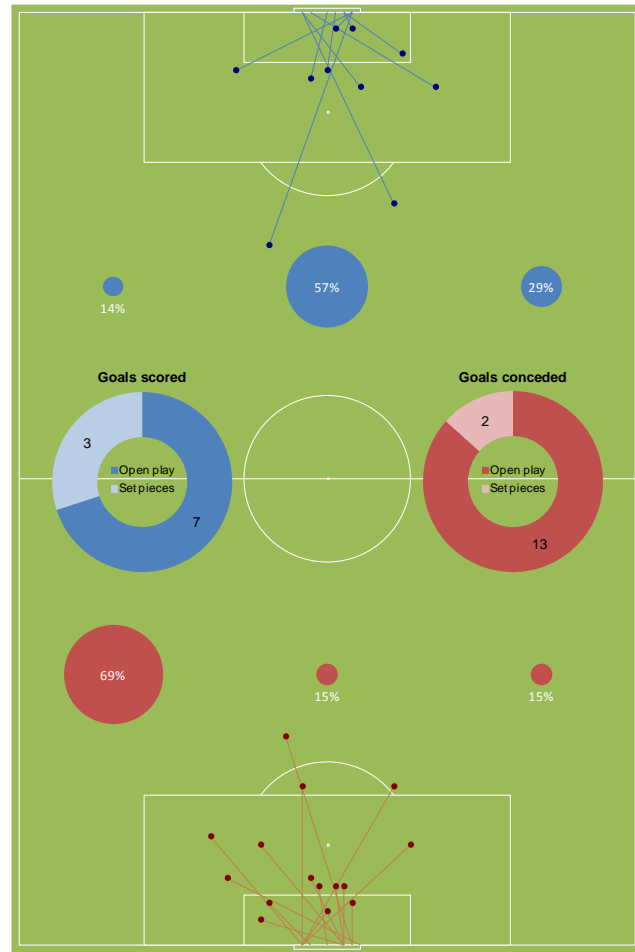 57%
29%
14%
Goals scored
Goals conceded
3
2
Open play
Set pieces
Open play
Set pieces
7
13
69%
15%
15%